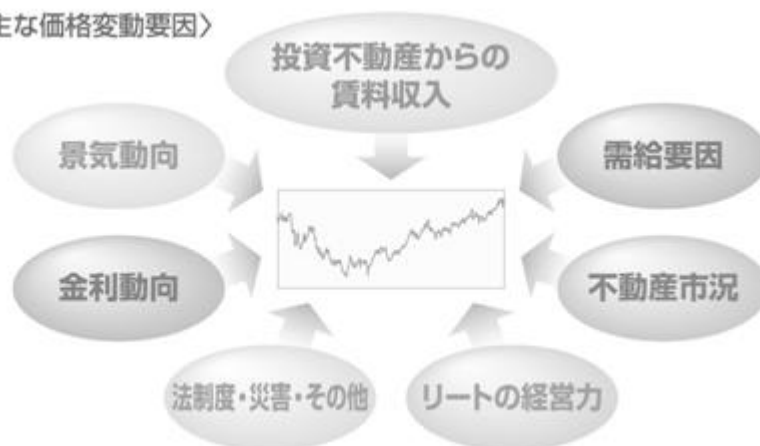 主な価格変動要因〉
投資不動産からの
賃料収入
景気動向
需給要因
金利動向
不動産市況
法制度・災害・その他
リートの経営力